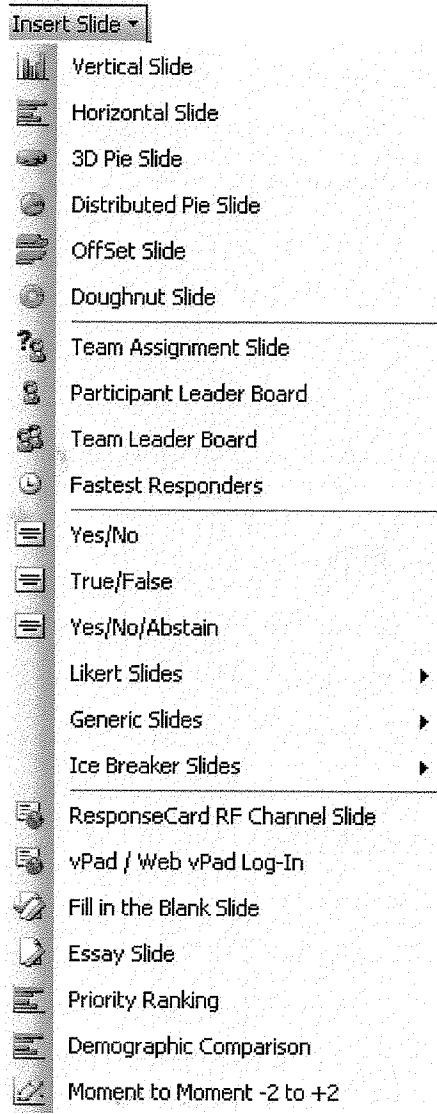 Insert Slide
Vertical Slide
Horizontal Slide
3D Pie Slide
Distributed Pie Slide
OffSet Slide
Doughnut Slide
Team Assignment Slide
Participant Leader Board
Team Leader Board
Fastest Responders
Yes/No
True/False
Yes/No/Abstain
Likert Slides
Generic Slides
Ice Breaker Slides
ResponseCard RF Channel Slide
vPad / Web vPad Log-In
Fill in the Blank Slide
Essay Slide
Priority Ranking
Demographic Comparison
Moment to Moment -2 to +2